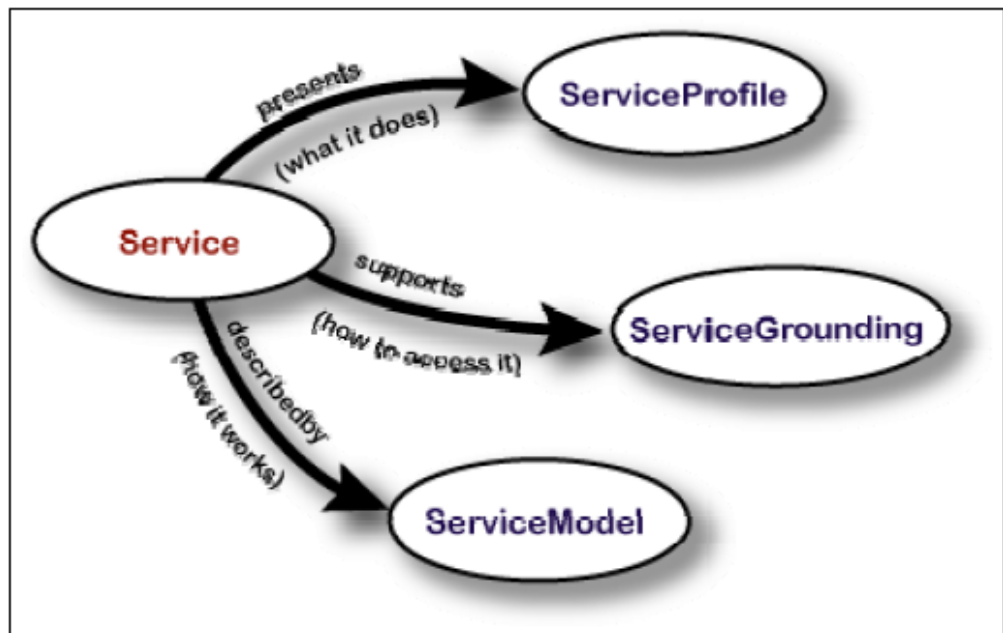 presents
(what it does)
ServiceProfile
Service
supports
(how to access it)
ServiceGrounding
describedby
(how it works)
ServiceModel